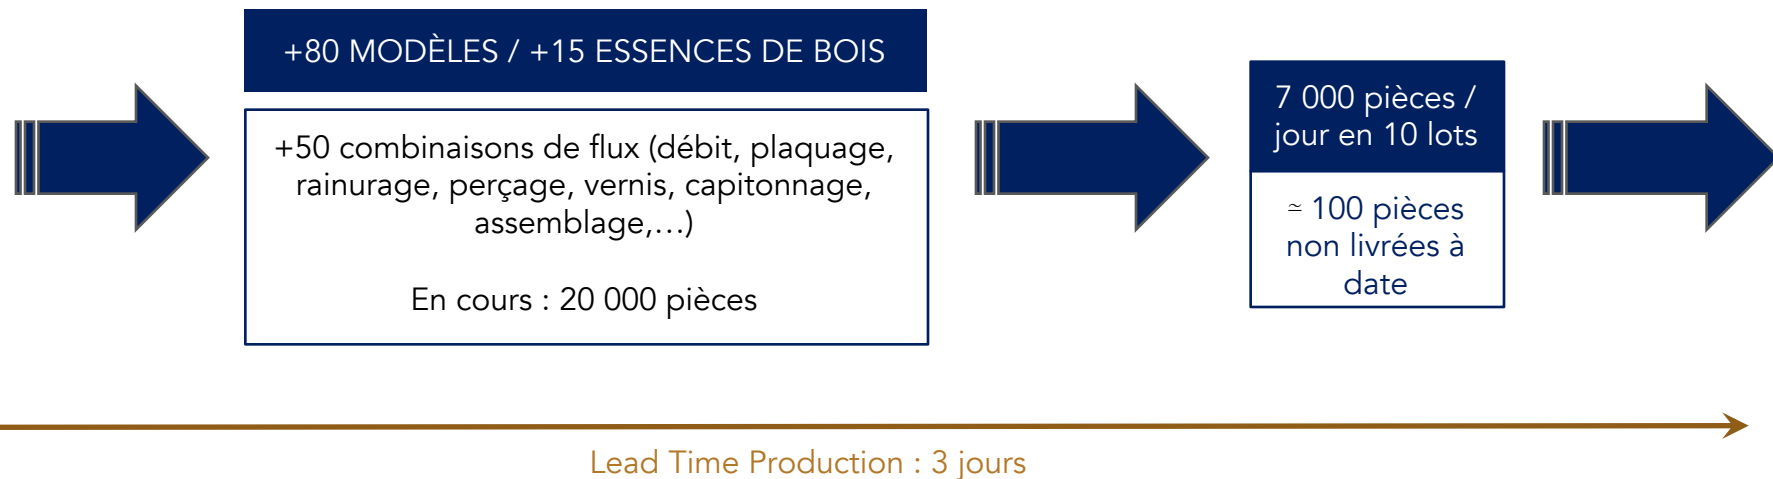 +80 MODÈLES / +15 ESSENCES DE BOIS
+50 combinaisons de flux (débit, plaquage,
rainurage, perçage, vernis, capitonnage,
assemblage,…)
En cours : 20 000 pièces
7 000 pièces /
jour en 10 lots
≃ 100 pièces
non livrées à
date
Lead Time Production : 3 jours